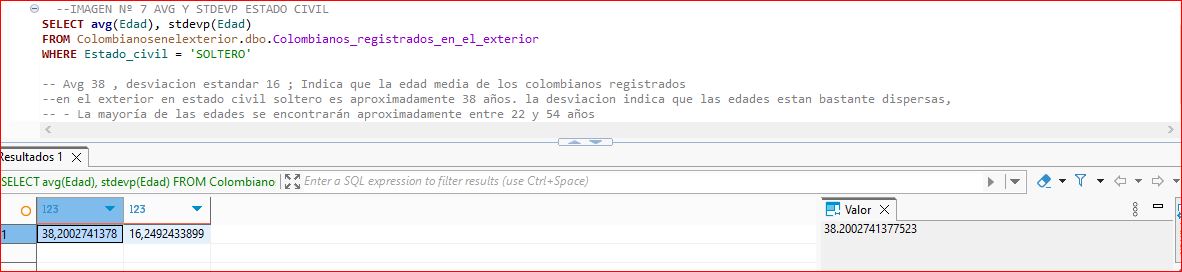 --IMAGEN Nº 7 AVG Y STDEVP ESTADO CIVIL
SELECT avg(Edad), stdevp(Edad)
FROM Colombianosenelexterior.dbo.Colombianos_registrados_en_el_exterior
WHERE Estado_civil = 'SOLTERO'
-- Avg 38 , desviacion estandar 16 ; Indica que la edad media de los colombianos registrados
--en el exterior en estado civil soltero es aproximadamente 38 años. la desviacion indica que las edades estan bastante dispersas,
-- - La mayoría de las edades se encontrarán aproximadamente entre 22 y 54 años
Resultados 1
SELECT avg(Edad), stdevp(Edad) FROM Colombiano Enter a SQL expression to filter results (use Ctrl+Space)
123 123
Valor
1 38,2002741378 16,2492433899
38.2002741377523